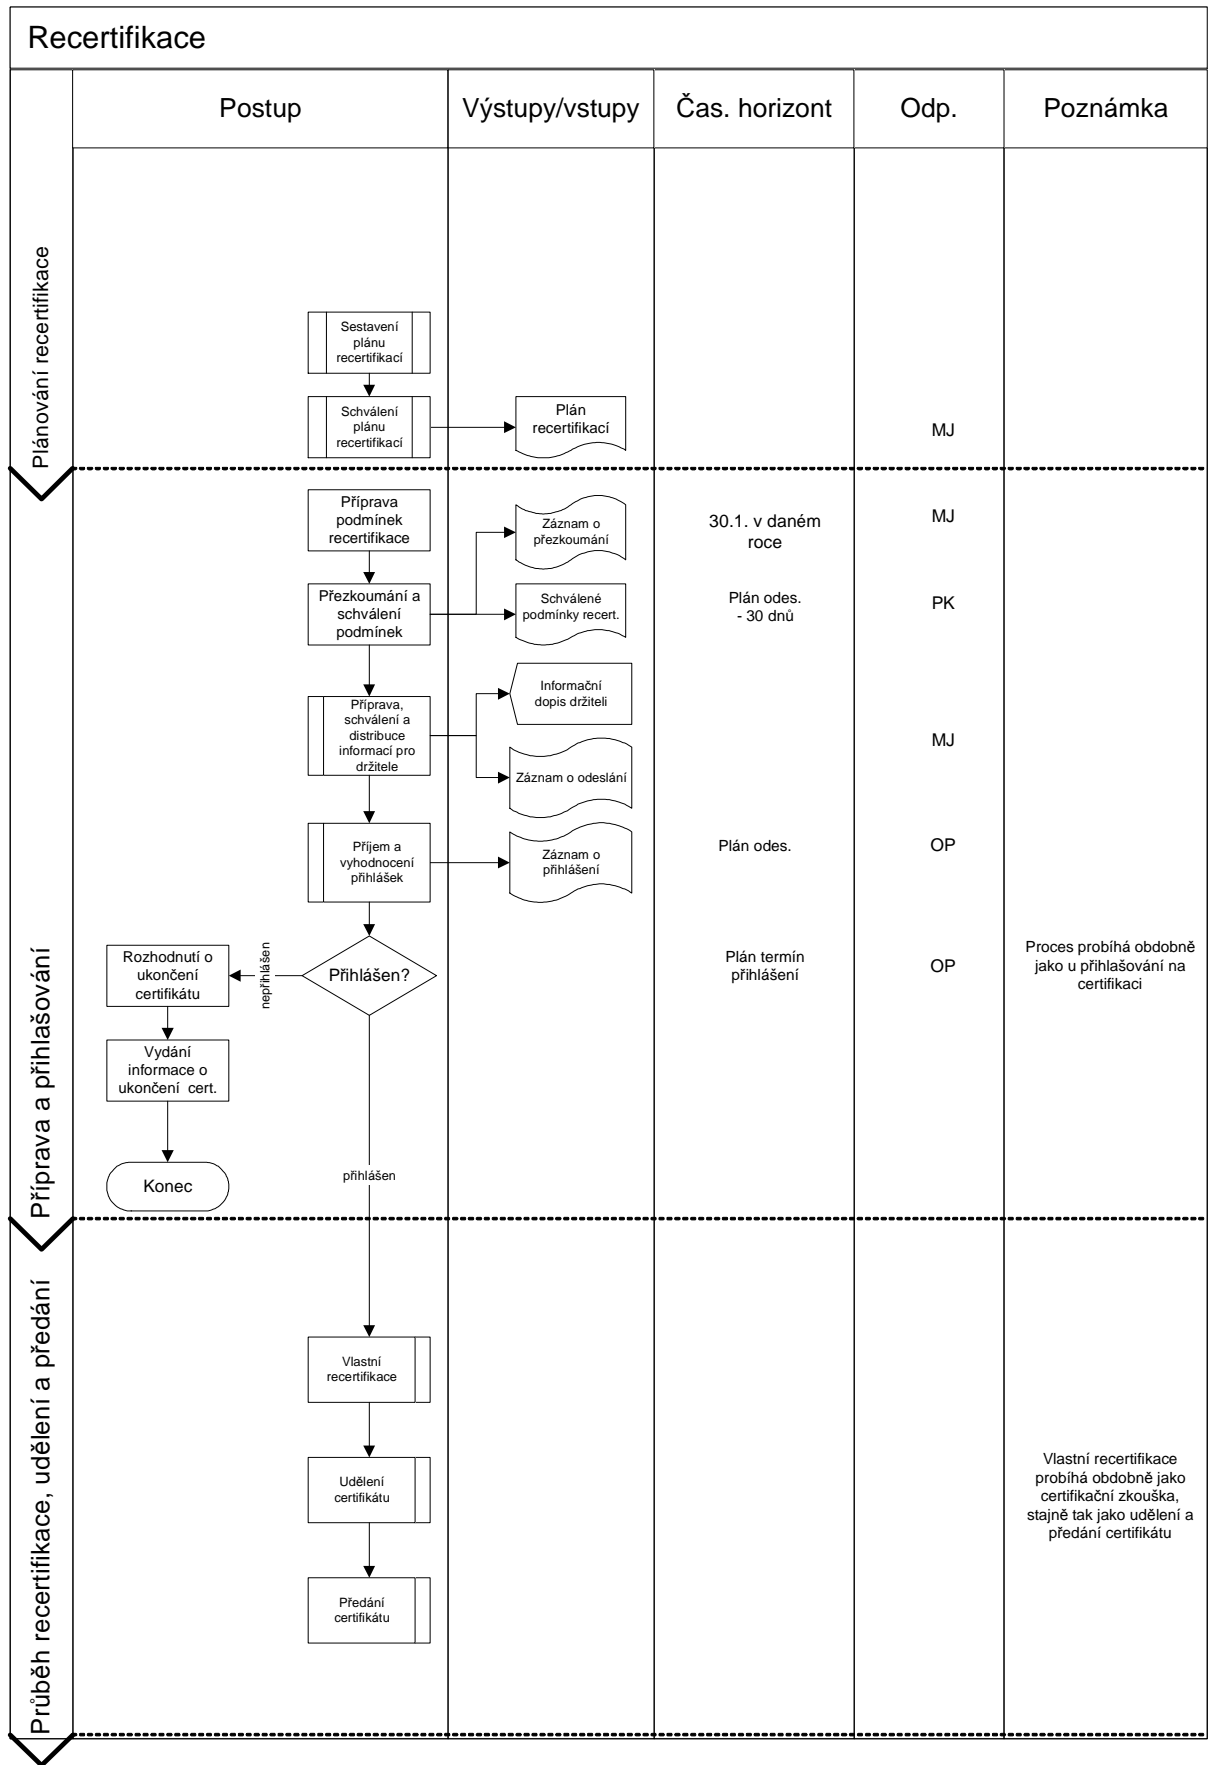 Recertifikace
Postup
Výstupy/vstupy
Čas. horizont
Odp.
Poznámka
Plánování recertifikace
Sestavení
plánu
recertifikací
Schválení
plánu
recertifikací
Plán
recertifikací
MJ
Příprava a přihlašování
Příprava
podmínek
recertifikace
Záznam o
přezkoumání
30.1. v daném
roce
MJ
Přezkoumání a
schválení
podmínek
Schválené
podmínky recert.
Plán odes.
- 30 dnů
PK
Příprava,
schválení a
distribuce
informací pro
držitele
Informační
dopis držiteli
Záznam o odeslání
MJ
Příjem a
vyhodnocení
přihlášek
Záznam o
přihlášení
Plán odes.
OP
Přihlášen?
nepřihlášen
Rozhodnutí o
ukončení
certifikátu
Plán termín
přihlášení
OP
Proces probíhá obdobně
jako u přihlašování na
certifikaci
Vydání
informace o
ukončení cert.
Konec
přihlášen
Průběh recertifikace, udělení a předání
Vlastní
recertifikace
Udělení
certifikátu
Předání
certifikátu
Vlastní recertifikace
probíhá obdobně jako
certifikační zkouška,
stajně tak jako udělení a
předání certifikátu